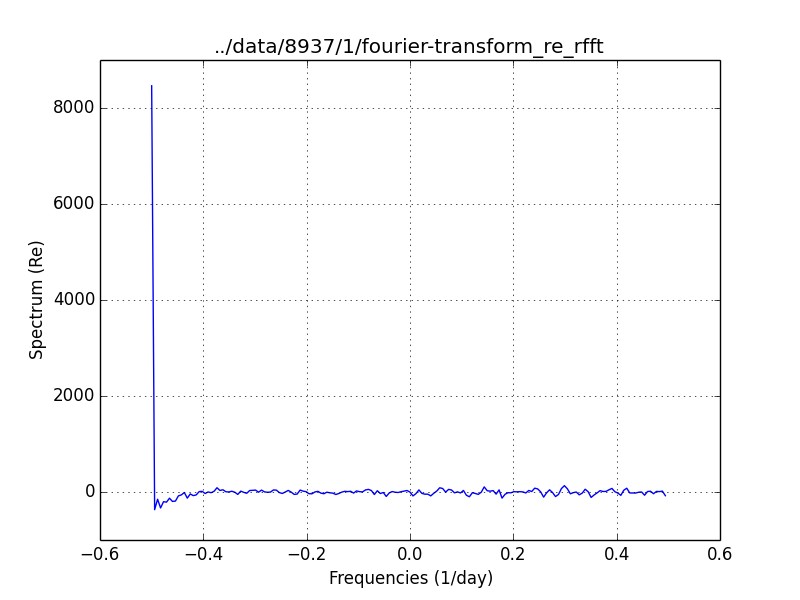 ../data/8937/1/fourier-transform_re_rfft
8000
6000
4000
2000
0
Spectrum (Re)
−0.6 −0.4 −0.2 0.0 0.2 0.4 0.6
Frequencies (1/day)